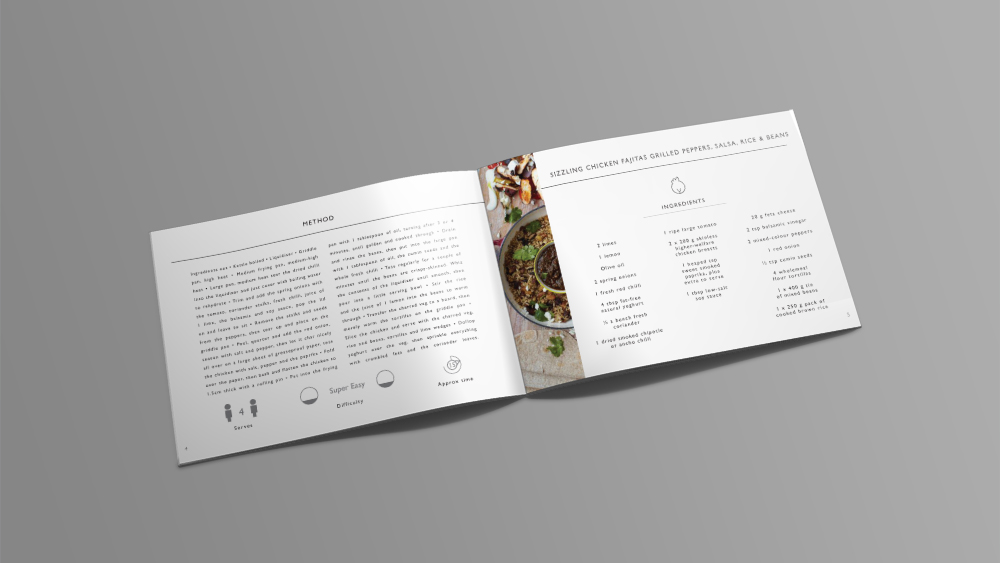 METHOD
Ingredients out • Kettle boiled • Liquidiser • Griddle
pan, high heat • Medium frying pan, medium-high
heat • Large pan, medium heat
into the liquidiser and just cover with boiling water
to rehydrate • Trim and add the spring onions with
the tomato, coriander stalks, fresh chilli, juice of
1 lime, the balsamic and soy sauce, pop the lid
on and leave to sit • Remove the stalks and seeds
from the peppers, then tear up and place on the
griddle pan • Peel, quarter and add the red onion,
season with salt and pepper, then let it char nicely
all over on a large sheet of greaseproof paper, toss
the chicken with salt, pepper and the paprika • Fold
over the paper, then bash and flatten the chicken to
1.5cm thick with a rolling pin • Put into the frying
pan with 1 tablespoon of oil, turning after 3 or 4
minutes, until golden and cooked through • Drain
and rinse the beans, then put into the large pan
with 1 tablespoon of oil, the cumin seeds and the
whole fresh chilli • Toss regularly for a couple of
minutes until the beans are crispy-skinned • Whiz
the contents of the liquidiser until smooth, then
pour into a little serving bowl • Stir the rice
and the juice of 1 lemon into the beans to warm
through • Transfer the charred veg to a board, then
merely warm the tortillas on the griddle pan •
Slice the chicken and serve with the charred veg,
rice and beans, tortillas and lime wedges • Dollop
yoghurt over the veg, then sprinkle everything
with crumbled feta and the coriander leaves.
4
Serves
Super Easy
Difficulty
15
Approx time
SIZZLING CHICKEN FAJITAS GRILLED PEPPERS, SALSA, RICE & BEANS
INGREDIENTS
2 limes
1 lemon
Olive oil
2 spring onions
1 fresh red chilli
4 tbsp fat-free
natural yoghurt
½ a bunch fresh
coriander
1 dried smoked chipotle
or ancho chilli
1 ripe large tomato
2 x 200 g skinless
higher-welfare
chicken breasts
1 heaped tsp
sweet smoked
paprika, plus
extra to serve
1 tbsp low-salt
soy sauce
20 g feta cheese
2 tsp balsamic vinegar
2 mixed-colour peppers
1 red onion
½ tsp cumin seeds
4 wholemeal
flour tortillas
1 x 400 g tin
of mixed beans
1 x 250 g pack of
cooked brown rice